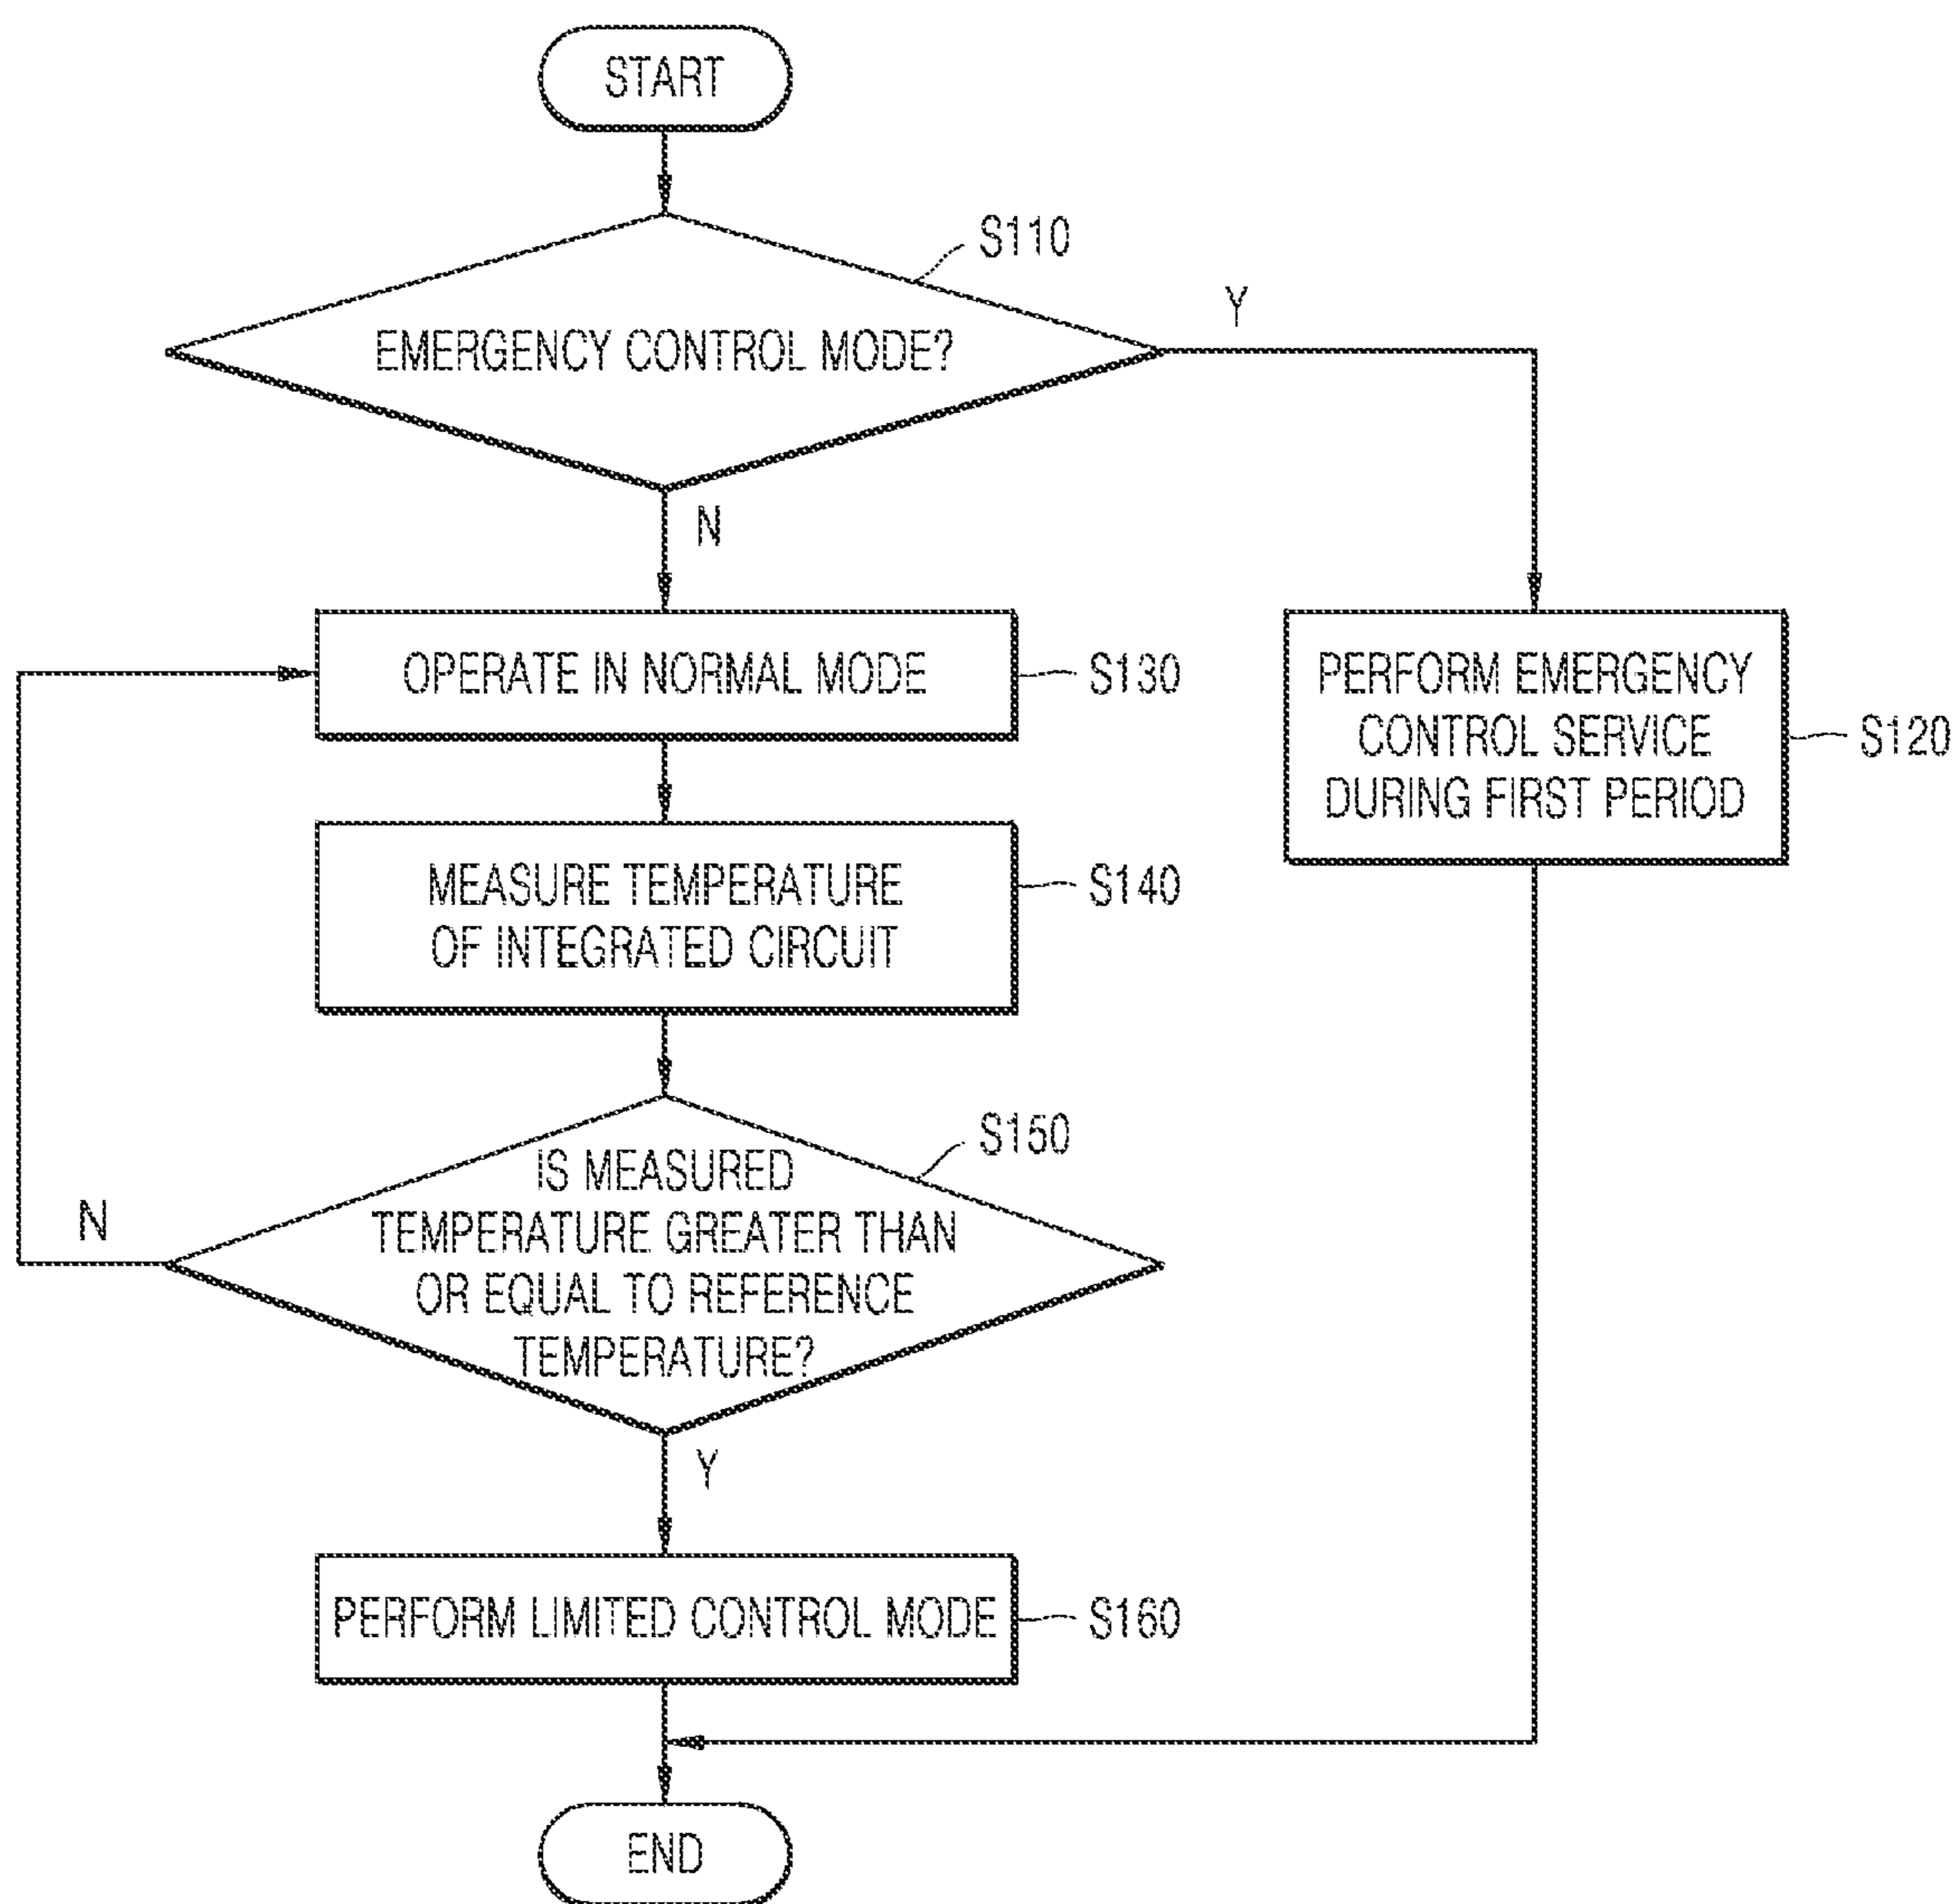 START
S110
EMERGENCY CONTROL MODE?
Y
N
OPERATE IN NORMAL MODE
S130
PERFORM EMERGENCY
CONTROL SERVICE
DURING FIRST PERIOD
S120
MEASURE TEMPERATURE
OF INTEGRATED CIRCUIT
S140
S150
IS MEASURED
TEMPERATURE GREATER THAN
OR EQUAL TO REFERENCE
TEMPERATURE?
N
Y
PERFORM LIMITED CONTROL MODE
S160
END